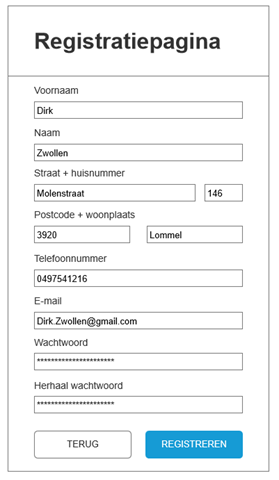 Registratiepagina
Voornaam
Dirk
Naam
Zwollen
Straat + huisnummer
Molenstraat 146
Postcode + woonplaats
3920 Lommel
Telefoonnummer
0497541216
E-mail
Dirk.Zwollen@gmail.com
Wachtwoord
**********************
Herhaal wachtwoord
**********************
TERUG REGISTREREN